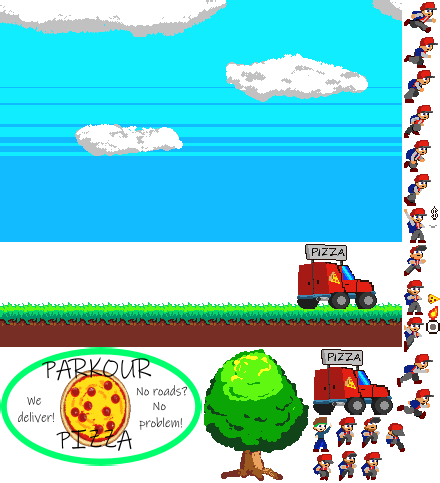 PIZZA
PARKOUR
We
deliver!
No roads?
No
problem!
PIZZA
PIZZA